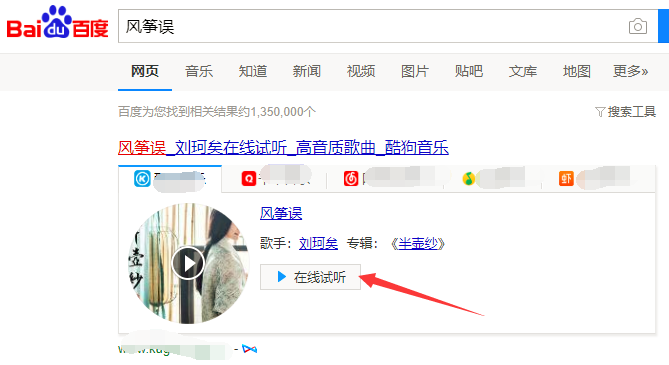 Bai du 百度 风筝误
网页 音乐 知道 新闻 视频 图片 贴吧 文库 地图 更多»
百度为您找到相关结果约1,350,000个 搜索工具
风筝误_刘珂矣在线试听_高音质歌曲_酷狗音乐
风筝误
歌手：刘珂矣 专辑：《半壶纱》
半壶纱
在线试听